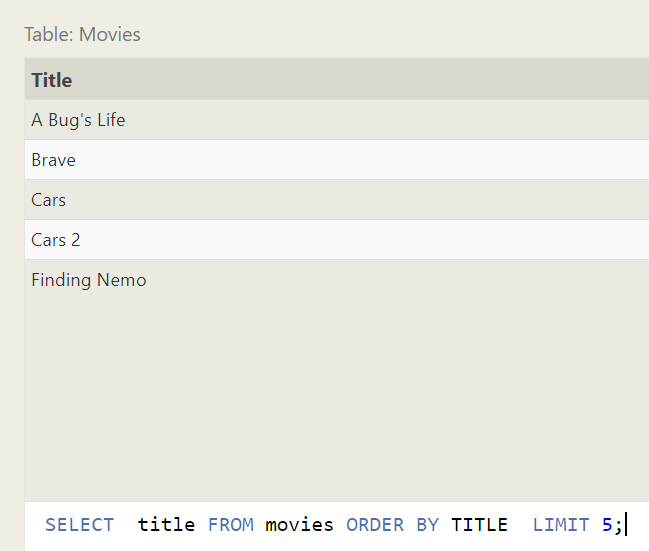 Table: Movies
Title
A Bug's Life
Brave
Cars
Cars 2
Finding Nemo
SELECT  title FROM movies ORDER BY TITLE  LIMIT 5;